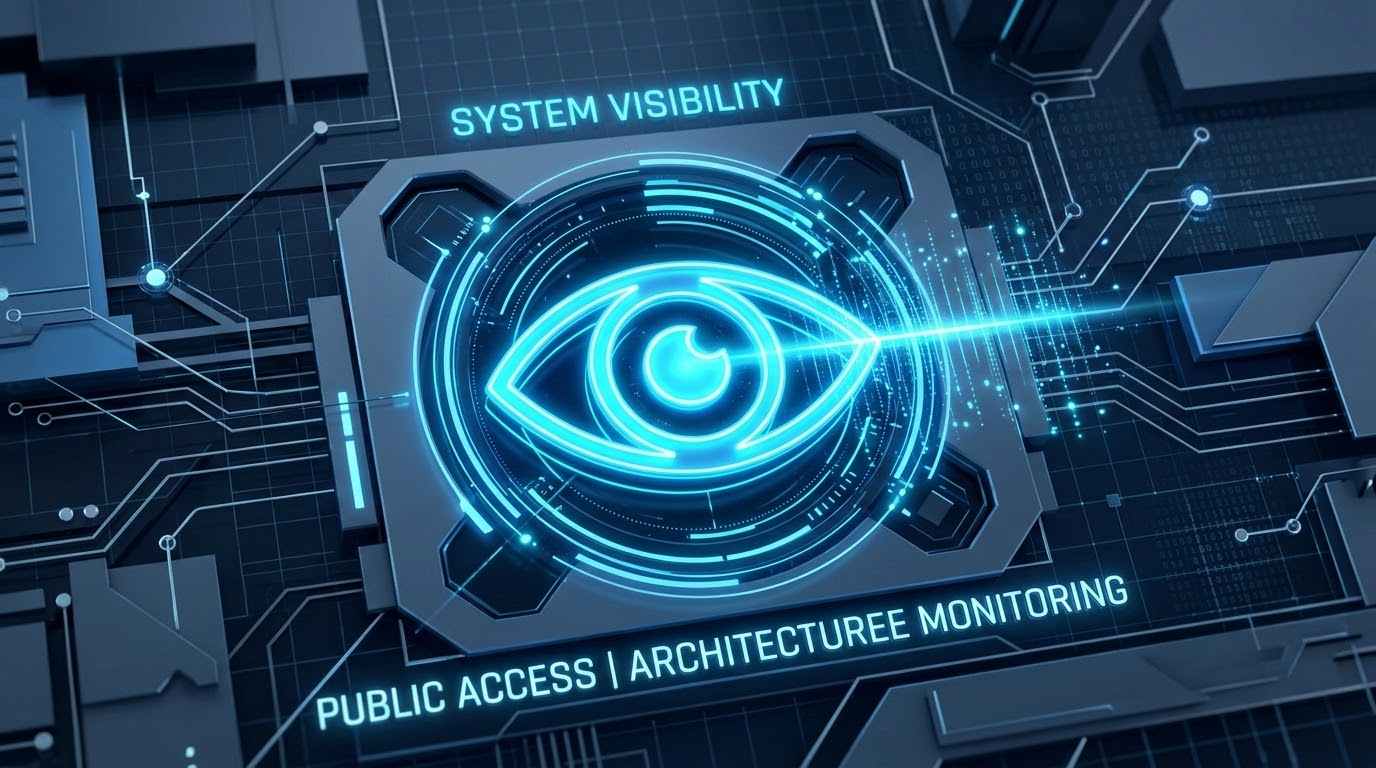 SYSTEM VISIBILITY
PUBLIC ACCESS | ARCHITECTUREE MONITORING